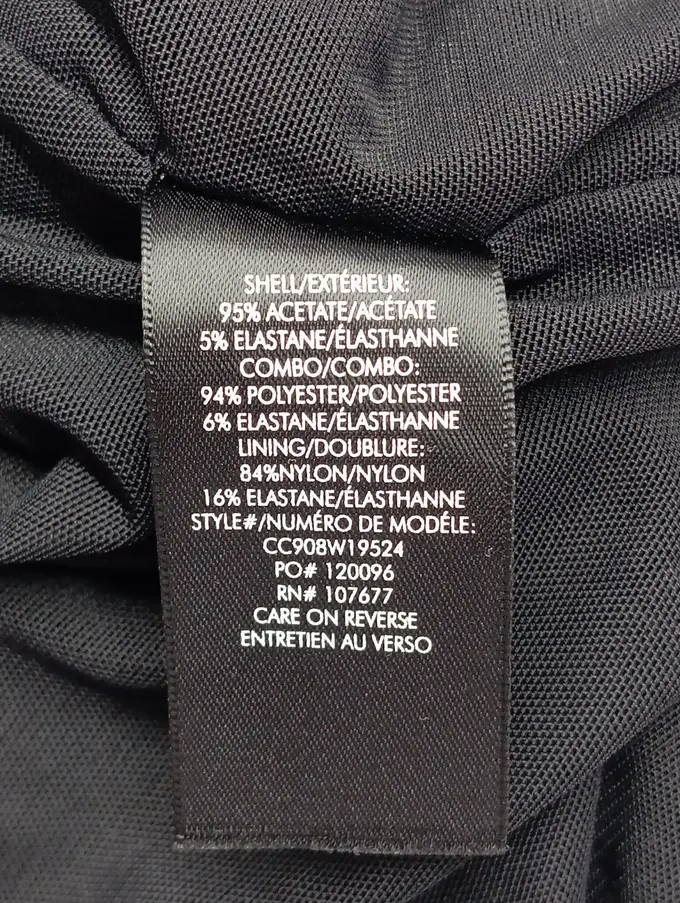 SHELL/EXTÉRIEUR:
95% ACETATE/ACÉTATE
5% ELASTANE/ÉLASTHANNE
COMBO/COMBO:
94% POLYESTER/POLYESTER
6% ELASTANE/ÉLASTHANNE
LINING/DOUBLURE:
84%NYLON/NYLON
16% ELASTANE/ÉLASTHANNE
STYLE#/NUMÉRO DE MODÉLE:
CC908W19524
PO# 120096
RN# 107677
CARE ON REVERSE
ENTRETIEN AU VERSO